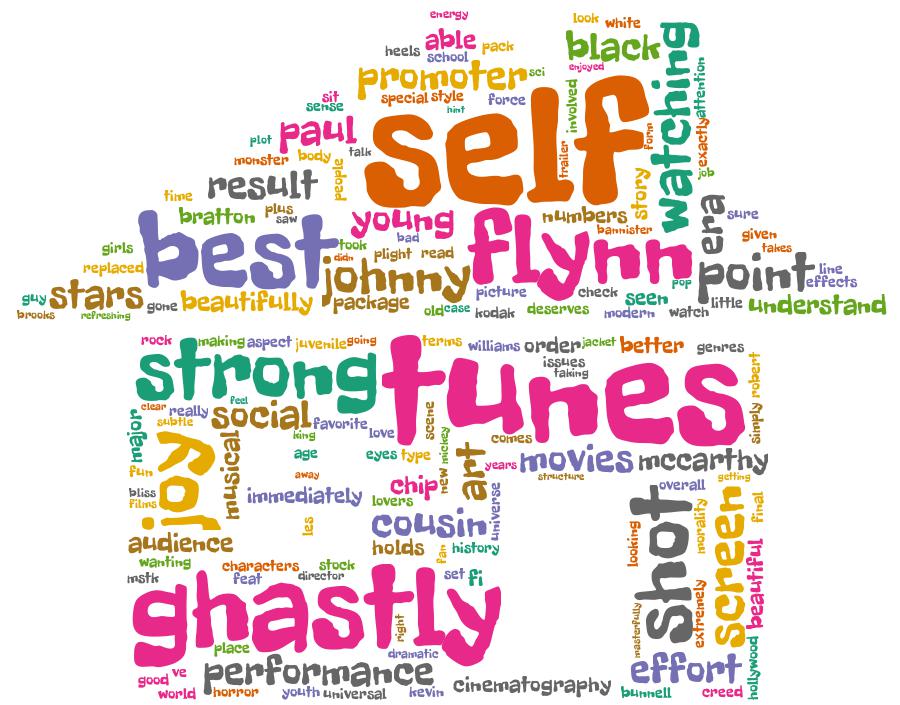 energy
look white
heels able pack
black
school
enjoyed
watching
promoter sci
attention
special style force
involved
self
sit
sense
hint
plot paul
talk
form
exactly
trailer
monster body
people
job
result
story
time
bratton plus
saw
young
numbers
era
sure
bannister
girls
best
took
bad
flynn
given
didn
plight read
takes
replaced
johnny
pop
point
line
effects
guy stars
gone beautifully
package
picture
check
seen
old case
kodak
deserves
modern
watch
little
understand
brooks
refreshing
rock
making aspect juvenile going
terms williams order jacket better genres
strong
tunes
issues
taking
robert
simply
clear really
feel
social
favorite
scene
subtle
king
love
mickey
major
joy
musical
age
eyes type
new
comes
art
years movies mccarthy
structure
fun
away
chip
overall
getting
bliss
films
immediately
lovers
universe
shot
screen
final
les
cousin
morality
looking
audience
holds
fan
history
wanting
characters stock
mstk
feat
director
set fi
beautiful
ghastly
right
extremely
masterfully
place
dramatic
performance
effort
hollywood
good ve
world horror youth universal kevin cinematography bunnell creed